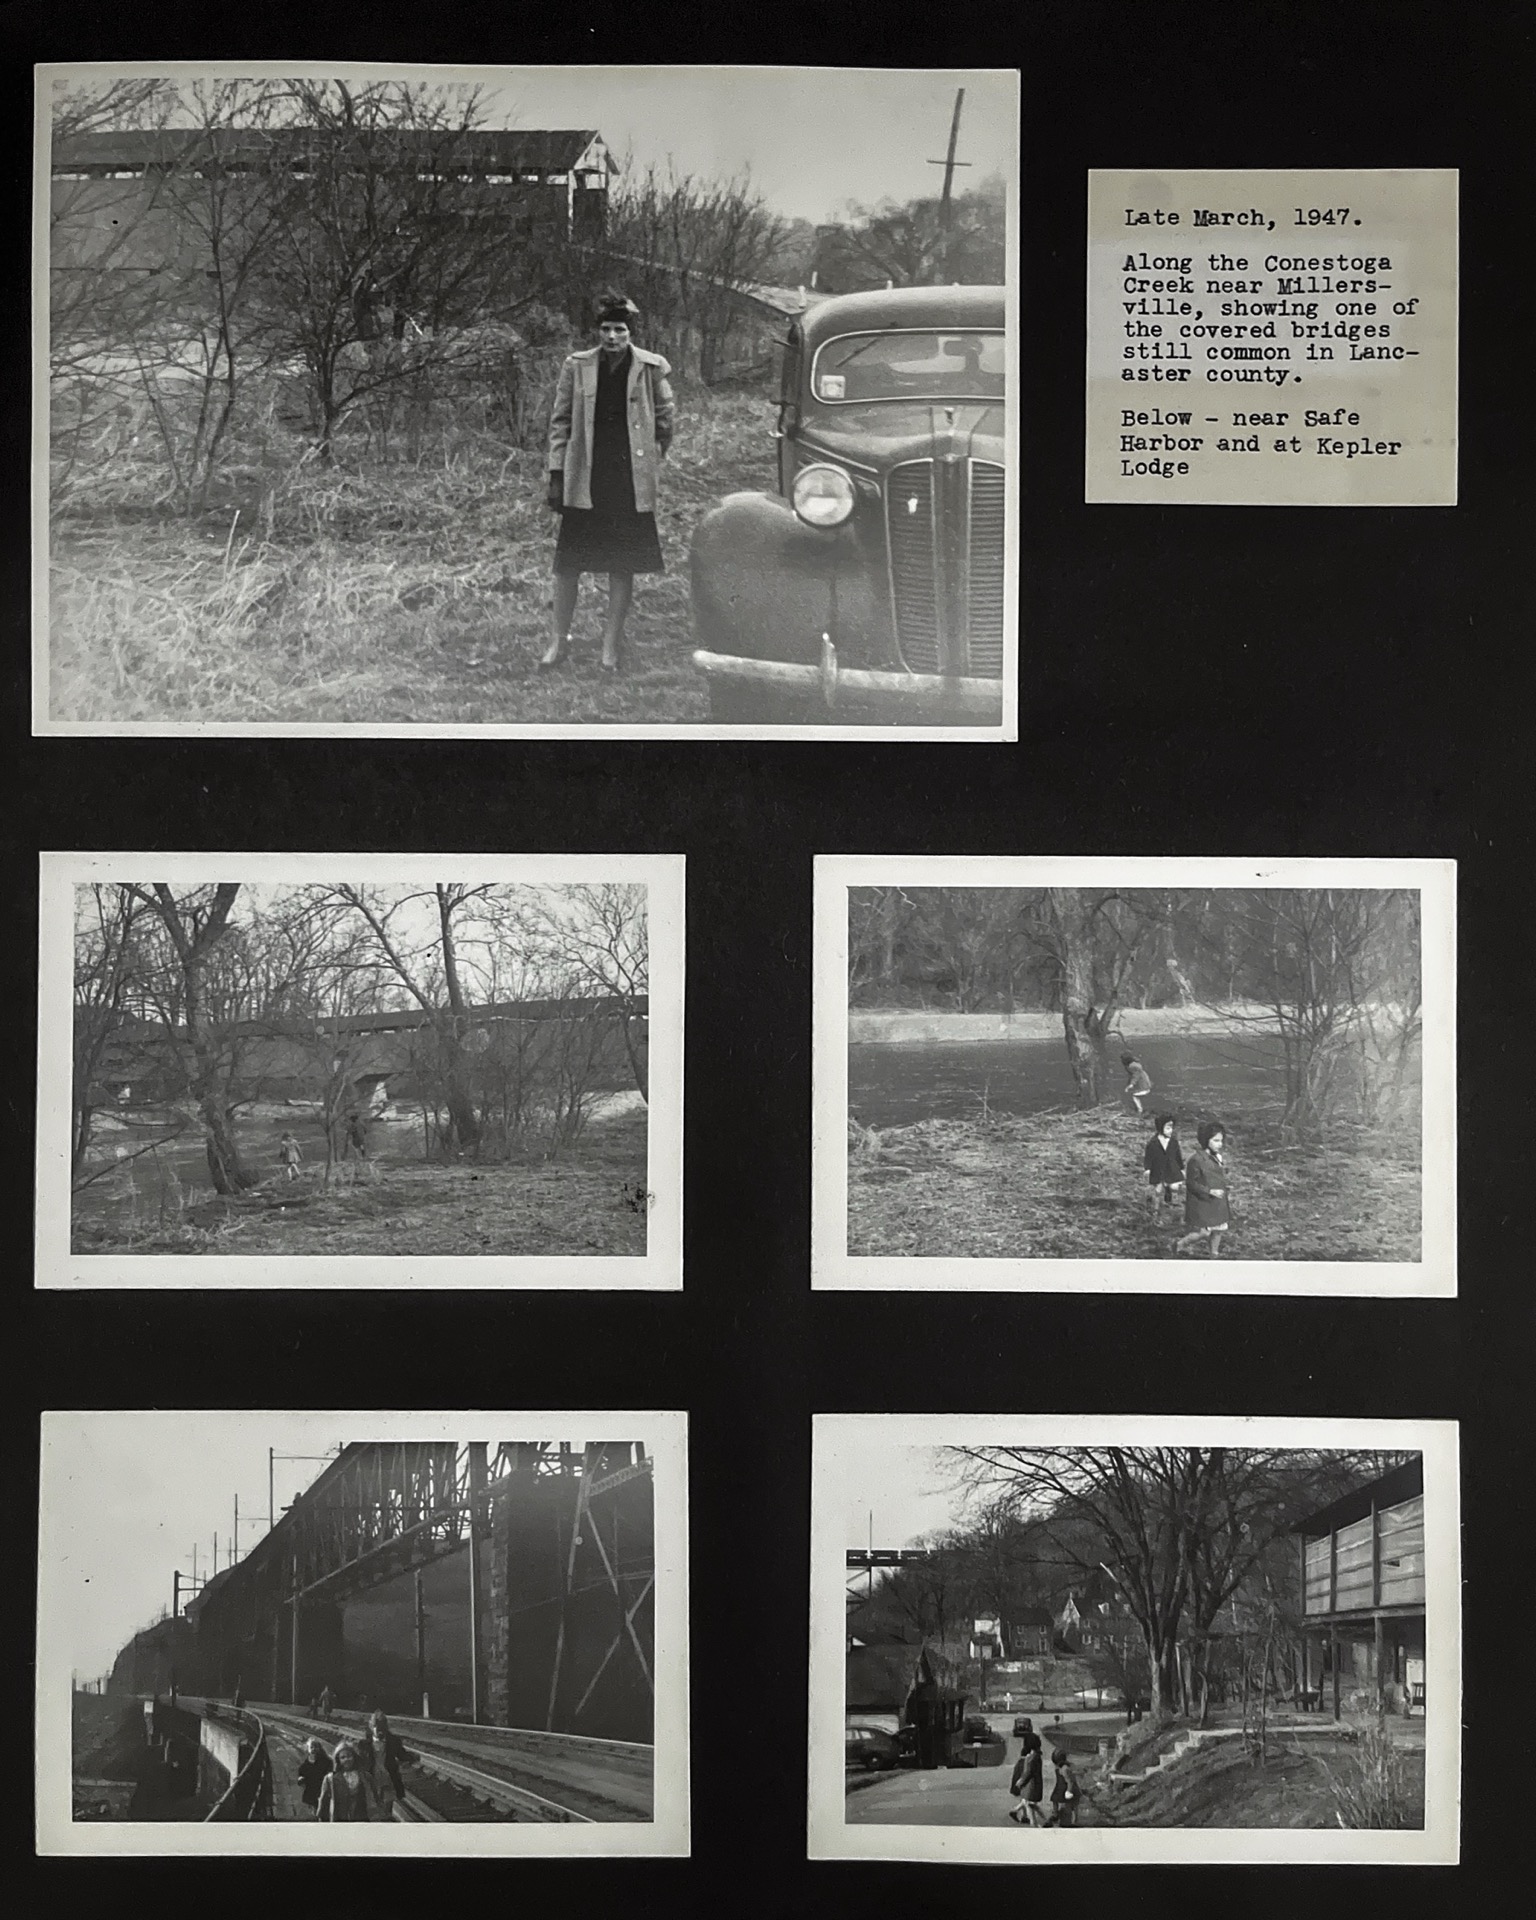 Late March, 1947.
Along the Conestoga
Creek near Millers-
ville, showing one of
the covered bridges
still common in Lanc-
aster county.
Below - near Safe
Harbor and at Kepler
Lodge